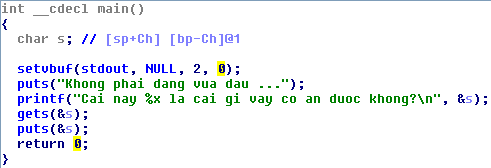 int __cdecl main()
{
char s; // [sp+Ch] [bp-Ch]@1
setvbuf(stdout, NULL, 2, 0);
puts("Khong phai dang vua dau ...");
printf("Cai nay %x la cai gi vay co an duoc khong?\n", &s);
gets(&s);
puts(&s);
return 0;
}